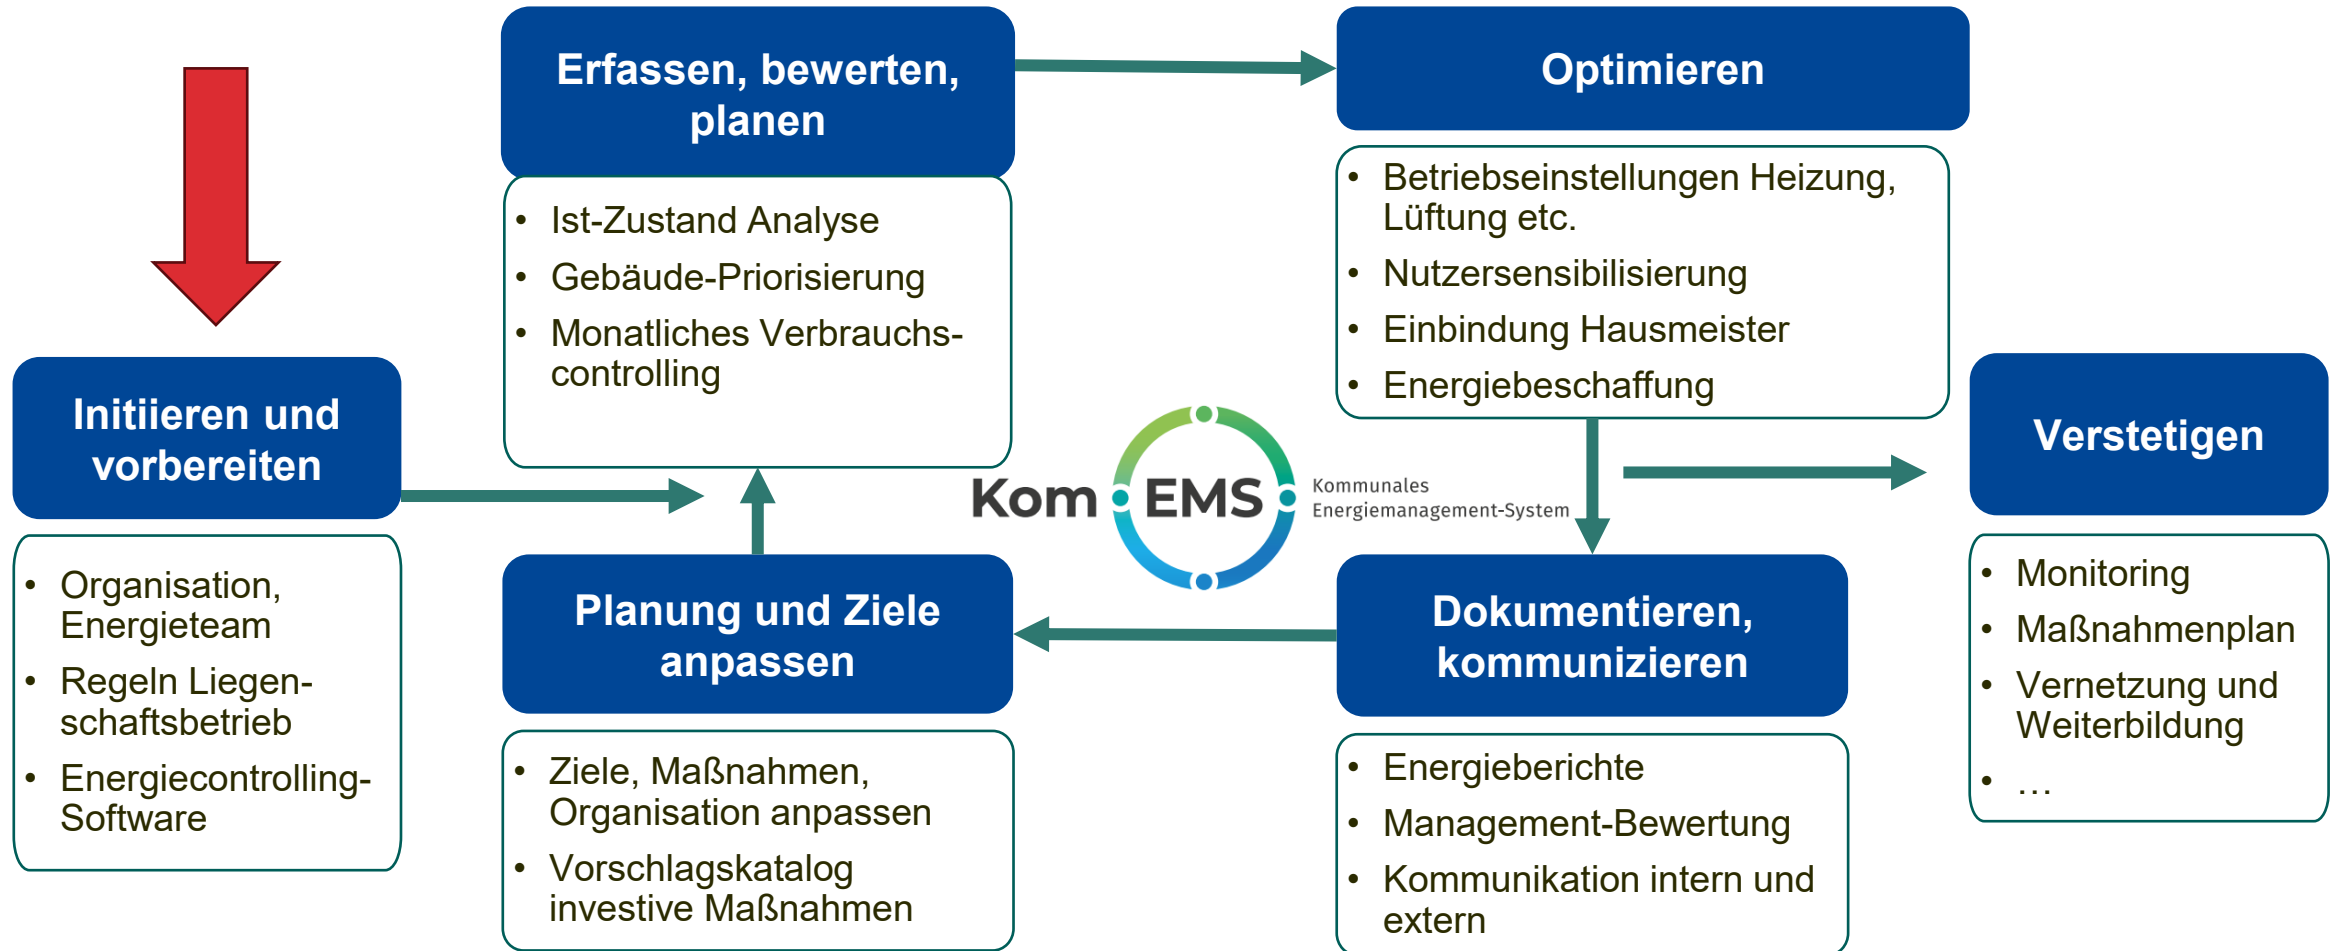 Erfassen, bewerten,
planen
• Ist-Zustand Analyse
• Gebäude-Priorisierung
• Monatliches Verbrauchs-
controlling
Optimieren
• Betriebseinstellungen Heizung,
Lüftung etc.
• Nutzersensibilisierung
• Einbindung Hausmeister
• Energiebeschaffung
Initiieren und
vorbereiten
• Organisation,
Energieteam
• Regeln Liegen-
schaftsbetrieb
• Energiecontrolling-
Software
Kom EMS
Kommunales
Energiemanagement-System
Verstetigen
• Monitoring
• Maßnahmenplan
• Vernetzung und
Weiterbildung
• …
Planung und Ziele
anpassen
• Ziele, Maßnahmen,
Organisation anpassen
• Vorschlagskatalog
investive Maßnahmen
Dokumentieren,
kommunizieren
• Energieberichte
• Management-Bewertung
• Kommunikation intern und
extern